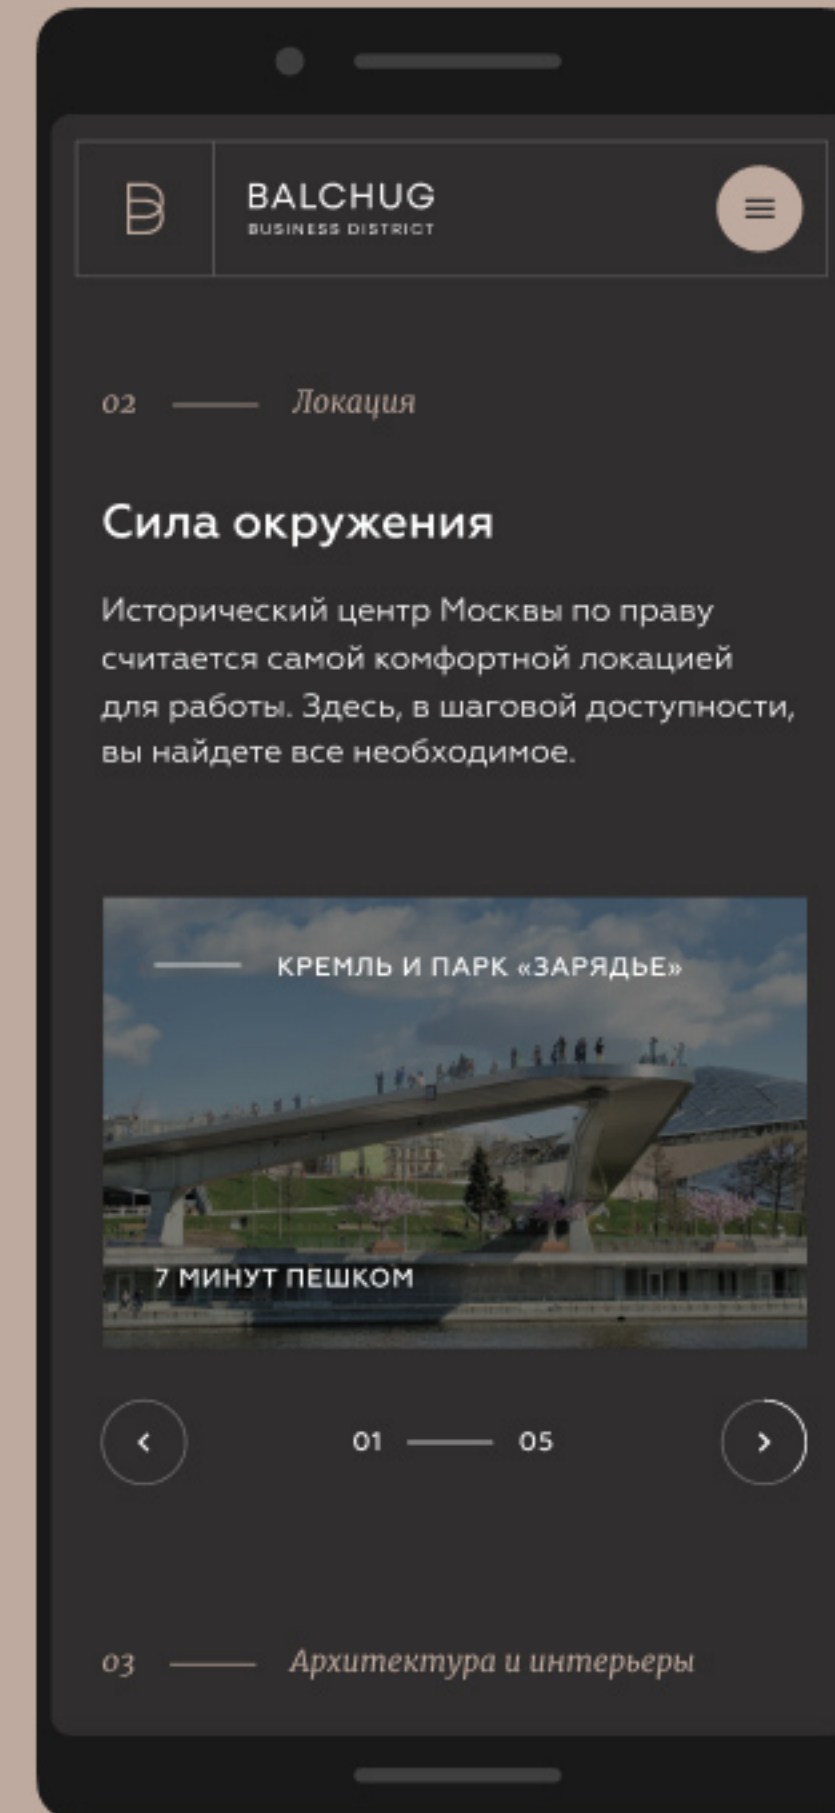 B
BALCHUG
BUSINESS DISTRICT
02 Локация
Сила окружения
Исторический центр Москвы по праву
считается самой комфортной локацией
для работы. Здесь, в шаговой доступности,
вы найдете все необходимое.
КРЕМЛЬ И ПАРК «ЗАРЯДЬЕ»
7 МИНУТ ПЕШКОМ
01 05
03 Архитектура и интерьеры